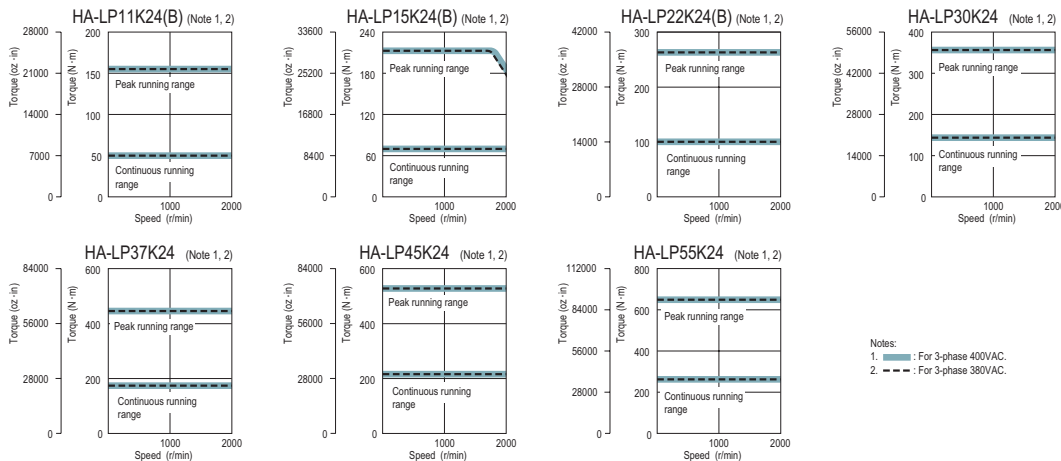 HA-LP11K24(B) (Note 1, 2)
Torque (oz·in)
Torque (N·m)
28000
21000
14000
7000
0
200
150
100
50
0
Peak running range
Continuous running
range
1000
2000
Speed (r/min)
HA-LP15K24(B) (Note 1, 2)
Torque (oz·in)
Torque (N·m)
33600
25200
16800
8400
0
240
180
120
60
0
Peak running range
Continuous running
range
1000
2000
Speed (r/min)
HA-LP22K24(B) (Note 1, 2)
Torque (oz·in)
Torque (N·m)
42000
28000
14000
0
300
200
100
0
Peak running range
Continuous running
range
1000
2000
Speed (r/min)
HA-LP30K24 (Note 1, 2)
Torque (oz·in)
Torque (N·m)
56000
42000
28000
14000
0
400
300
200
100
0
Peak running range
Continuous running
range
1000
2000
Speed (r/min)
HA-LP37K24 (Note 1, 2)
Torque (oz·in)
Torque (N·m)
84000
56000
28000
0
600
400
200
0
Peak running range
Continuous running
range
1000
2000
Speed (r/min)
HA-LP45K24 (Note 1, 2)
Torque (oz·in)
Torque (N·m)
84000
56000
28000
0
600
400
200
0
Peak running range
Continuous running
range
1000
2000
Speed (r/min)
HA-LP55K24 (Note 1, 2)
Torque (oz·in)
Torque (N·m)
112000
84000
56000
28000
0
800
600
400
200
0
Peak running range
Continuous running
range
1000
2000
Speed (r/min)
Notes:
1. : For 3-phase 400VAC.
2. : For 3-phase 380VAC.